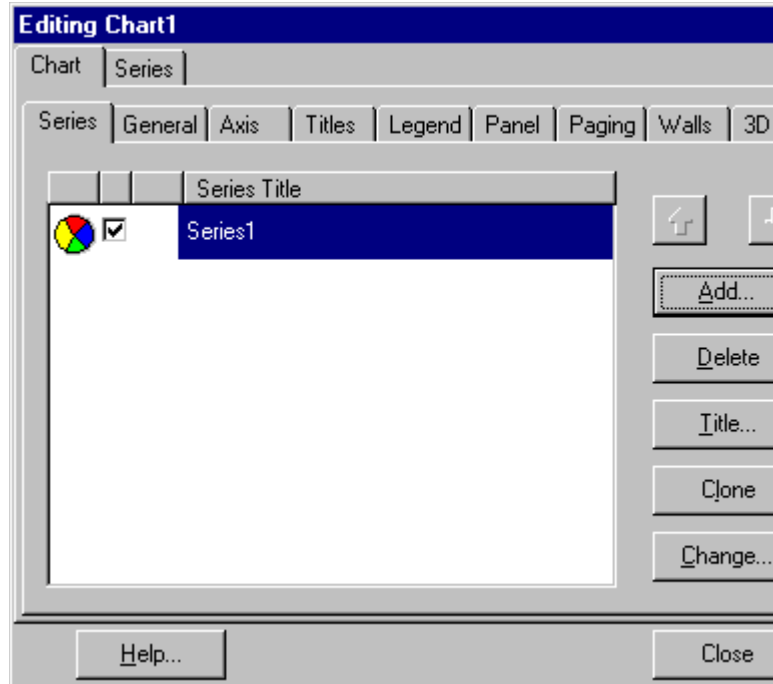 Editing Chart1
Chart Series
Series General Axis Titles Legend Panel Paging Walls 3D
Series Title
Series1
Add...
Delete
Title...
Clone
Change...
Help... Close